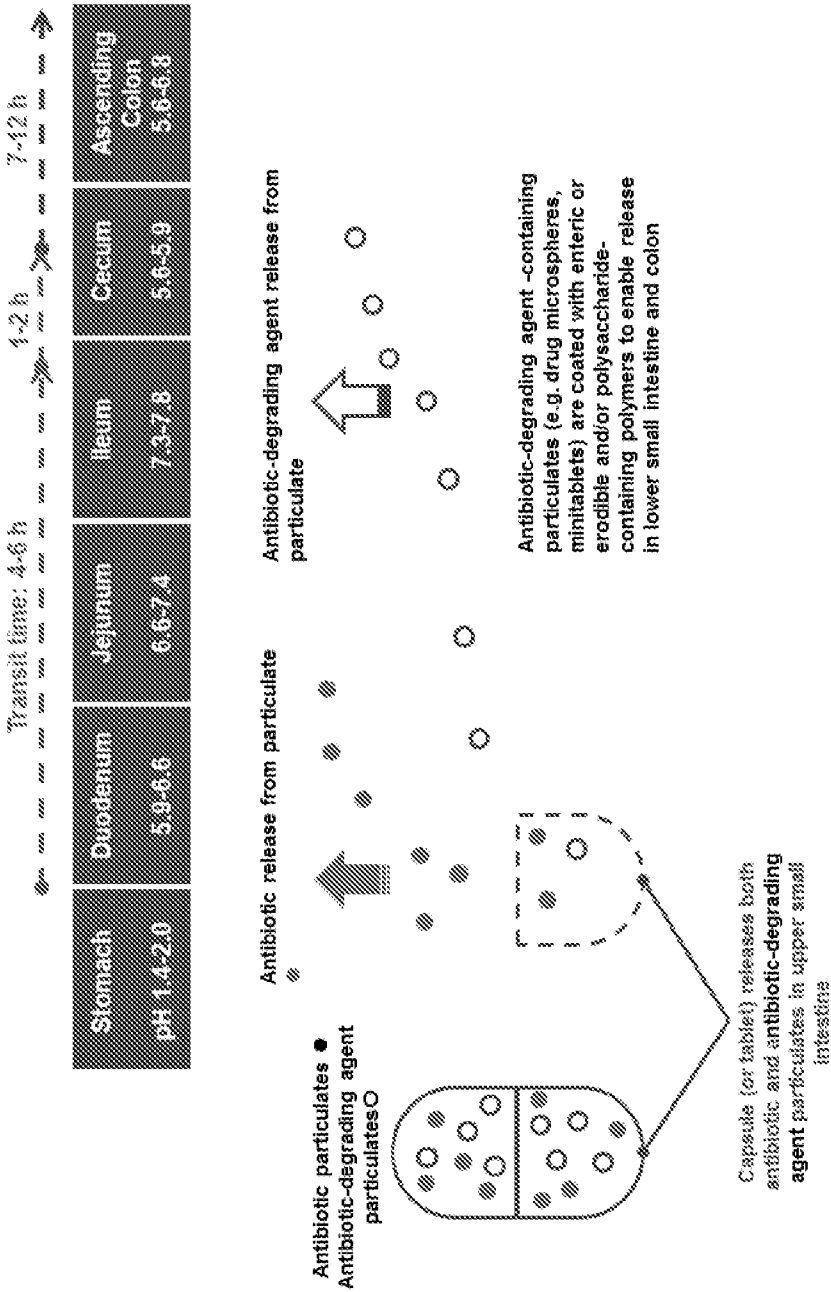 Transit time: 4-6 h
1-2 h
7-12 h
Stomach
pH 1.4-2.0
Duodenum
5.9-6.6
Jejunum
6.6-7.4
Ileum
7.3-7.8
Cecum
5.6-5.9
Ascending
Colon
5.6-6.8
Antibiotic particulates
Antibiotic-degrading agent
particulates
Antibiotic release from particulate
Antibiotic-degrading agent release from
particulate
Capsule (or tablet) releases both
antibiotic and antibiotic-degrading
agent particulates in upper small
intestine
Antibiotic-degrading agent -containing
particulates (e.g. drug microspheres,
minitablets) are coated with enteric or
erodible and/or polysaccharide-
containing polymers to enable release
in lower small intestine and colon